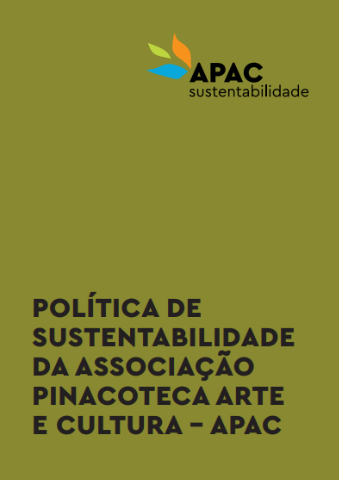 APAC
sustentabilidade
POLÍTICA DE
SUSTENTABILIDADE
DA ASSOCIAÇÃO
PINACOTECA ARTE
E CULTURA – APAC